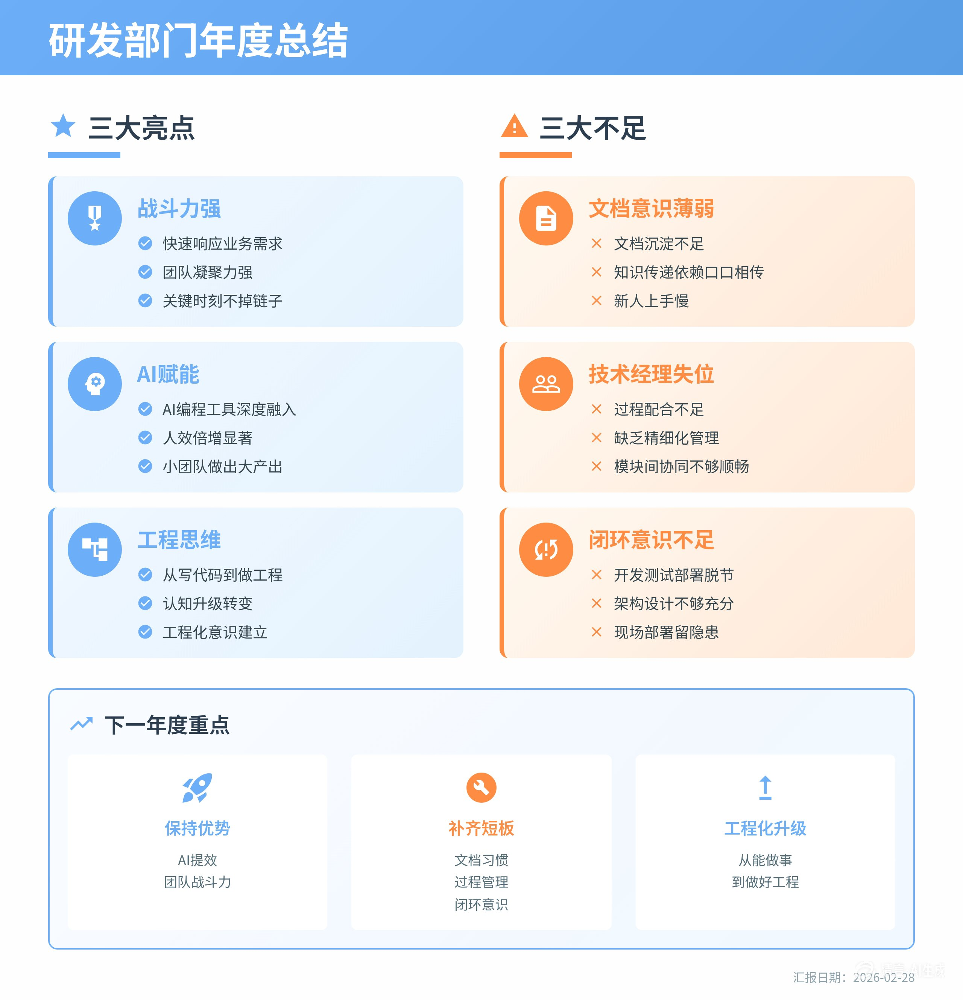 研发部门年度总结
三大亮点
战斗力强
快速响应业务需求
团队凝聚力强
关键时刻不掉链子
AI赋能
AI编程工具深度融入
人效倍增显著
小团队做出大产出
工程思维
从写代码到做工程
认知升级转变
工程化意识建立
三大不足
文档意识薄弱
文档沉淀不足
知识传递依赖口口相传
新人上手慢
技术经理失位
过程配合不足
缺乏精细化管理
模块间协同不够顺畅
闭环意识不足
开发测试部署脱节
架构设计不够充分
现场部署留隐患
下一年度重点
保持优势
AI提效
团队战斗力
补齐短板
文档习惯
过程管理
闭环意识
工程化升级
从能做事
到做好工程
汇报日期：2026-02-28
清言·AI生成